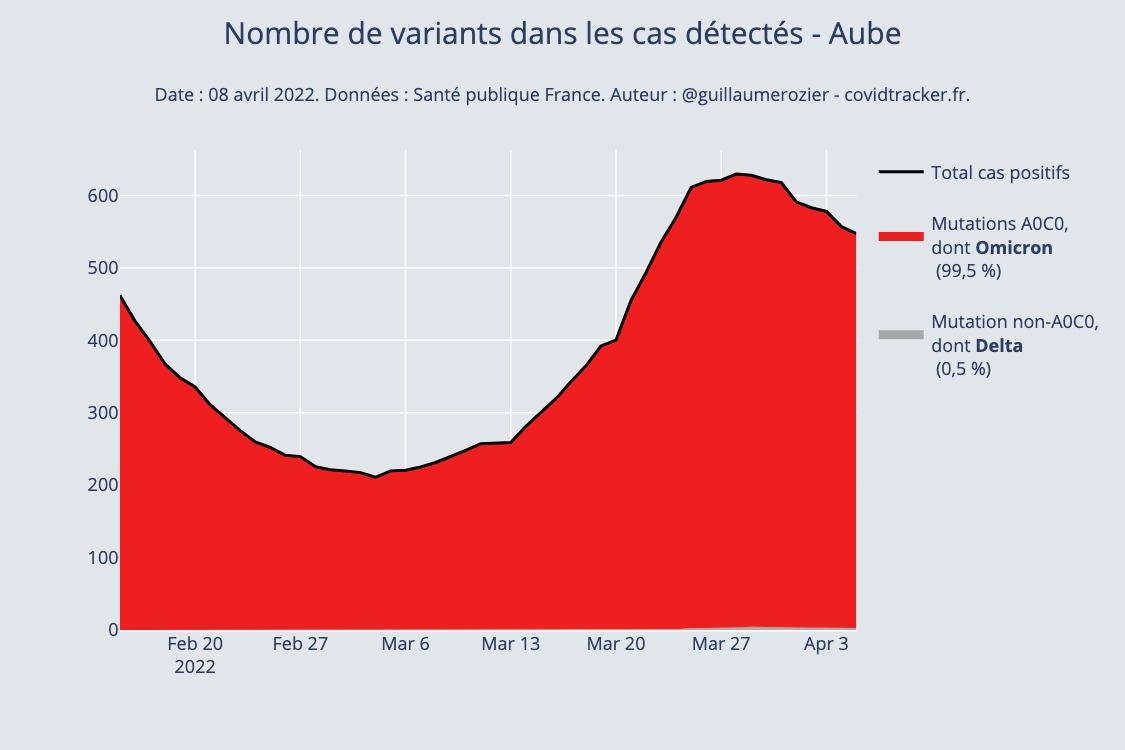 Nombre de variants dans les cas détectés - Aube
Date : 08 avril 2022. Données : Santé publique France. Auteur : @guillaumerozier - covidtracker.fr.
Total cas positifs
Mutations A0C0,
dont Omicron
(99,5 %)
Mutation non-A0C0,
dont Delta
(0,5 %)
600
500
400
300
200
100
0
Feb 20
2022
Feb 27
Mar 6
Mar 13
Mar 20
Mar 27
Apr 3